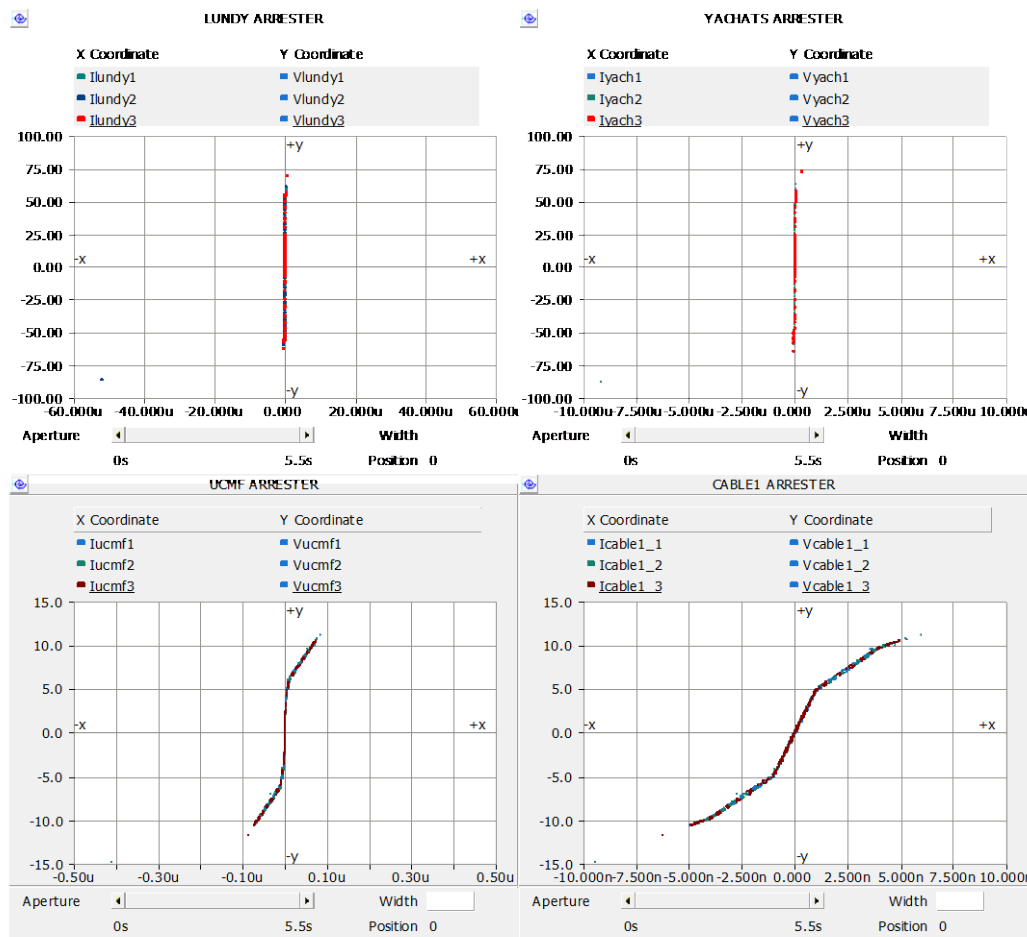 LUNDY ARRESTER
X Coordinate Y Coordinate
Ilundy1 Vlundy1
Ilundy2 Vlundy2
Ilundy3 Vlundy3
100.00
+y
75.00
50.00
25.00
0.00 -x +x
-25.00
-50.00
-75.00
-y
-100.00
-60.000u -40.000u -20.000u 0.000 20.000u 40.000u 60.000u
Aperture Width
0s 5.5s Position 0
YACHATS ARRESTER
X Coordinate Y Coordinate
Iyach1 Vyach1
Iyach2 Vyach2
Iyach3 Vyach3
100.00
+y
75.00
50.00
25.00
0.00 -x +x
-25.00
-50.00
-75.00
-y
-100.00
-10.000n -7.500u -5.000u -2.500u 0.000 2.500u 5.000u 7.500u 10.000
Aperture Width
0s 5.5s Position 0
UCMF ARRESTER
X Coordinate Y Coordinate
Iucmf1 Vucmf1
Iucmf2 Vucmf2
Iucmf3 Vucmf3
15.0
+y
10.0
5.0
0.0 -x +x
-5.0
-10.0
-y
-15.0
-0.50u -0.30u -0.10u 0.10u 0.30u 0.50u
Aperture Width
0s 5.5s Position 0
CABLE1 ARRESTER
X Coordinate Y Coordinate
Icable1_1 Vcable1_1
Icable1_2 Vcable1_2
Icable1_3 Vcable1_3
15.0
+y
10.0
5.0
0.0 -x +x
-5.0
-10.0
-y
-15.0
-10.000n -7.500n -5.000n -2.500n 0.000 2.500n 5.000n 7.500n 10.000n
Aperture Width
0s 5.5s Position 0